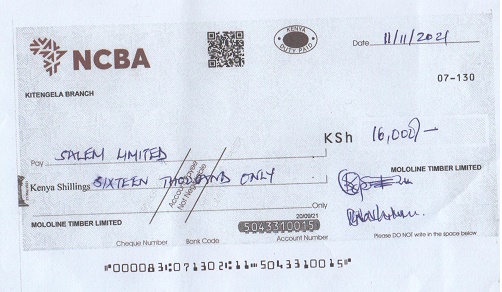 NCBA
KENYA
DUTY PAID
Date 11/11/2021
07-130
KITENGELA BRANCH
KSh 16,000/-
Pay SALEM LIMITED
Account Payee
Not Negotiable
Kenya Shillings SIXTEEN THOUSAND ONLY
MOLOLINE TIMBER LIMITED
Only
MOLOLINE TIMBER LIMITED
20/09/21
5043310015
Cheque Number Bank Code Account Number
Please DO NOT write in the space below
"000083⑆071302⑆11⑉5043310015"